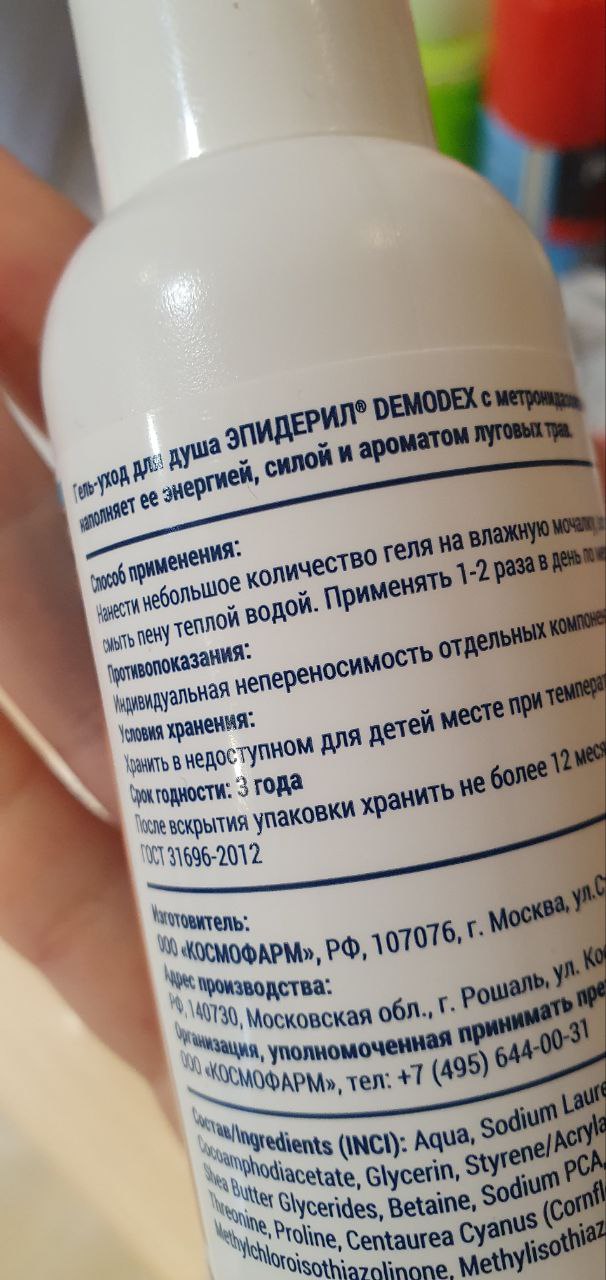 Гель-уход для душа ЭПИДЕРИЛ® DEMODEX с
наполняет ее энергией, силой и ароматом луговых трав.
Способ применения:
Нанести небольшое количество геля на влажную
смыть пену теплой водой. Применять 1-2 раза в день по
Противопоказания:
Индивидуальная непереносимость отдельных
Условия хранения:
Хранить в недоступном для детей месте при
Срок годности: 3 года
После вскрытия упаковки хранить не более 12
ГОСТ 31696-2012
Изготовитель:
ООО «КОСМОФАРМ», РФ, 107076, г. Москва, ул.
Адрес производства:
РФ,140730, Московская обл., г. Рошаль, ул.
Организация, уполномоченная принимать
ООО «КОСМОФАРМ», тел: +7 (495) 644-00-31
Состав/Ingredients (INCI): Aqua, Sodium
Cocoamphodiacetate, Glycerin,
Shea Butter Glycerides, Betaine, Sodium PCA,
Threonine, Proline, Centaurea Cyanus
Methylchloroisothiazolinone,